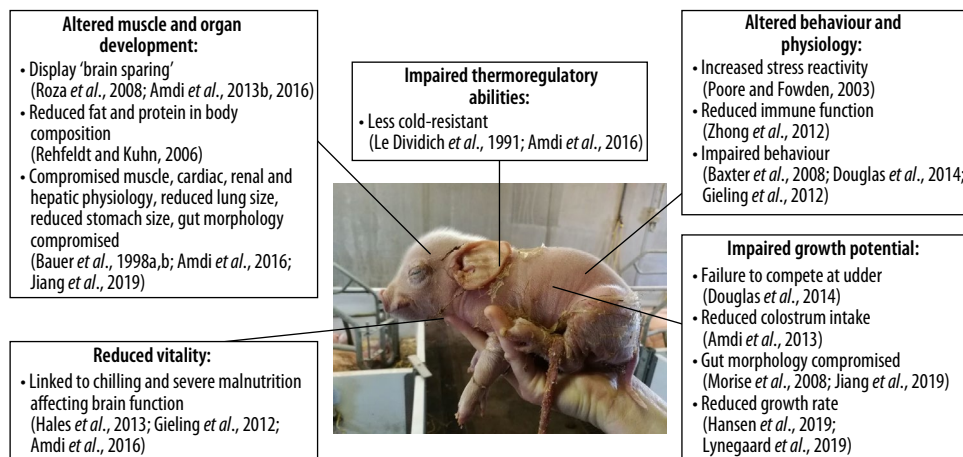 Altered muscle and organ
development:
• Display ‘brain sparing’
(Roza et al., 2008; Amdi et al., 2013b, 2016)
• Reduced fat and protein in body
composition
(Rehfeldt and Kuhn, 2006)
• Compromised muscle, cardiac, renal and
hepatic physiology, reduced lung size,
reduced stomach size, gut morphology
compromised
(Bauer et al., 1998a,b; Amdi et al., 2016;
Jiang et al., 2019)
Impaired thermoregulatory
abilities:
• Less cold-resistant
(Le Dividich et al., 1991; Amdi et al., 2016)
Altered behaviour and
physiology:
• Increased stress reactivity
(Poore and Fowden, 2003)
• Reduced immune function
(Zhong et al., 2012)
• Impaired behaviour
(Baxter et al., 2008; Douglas et al., 2014;
Gieling et al., 2012)
Reduced vitality:
• Linked to chilling and severe malnutrition
affecting brain function
(Hales et al., 2013; Gieling et al., 2012;
Amdi et al., 2016)
Impaired growth potential:
• Failure to compete at udder
(Douglas et al., 2014)
• Reduced colostrum intake
(Amdi et al., 2013)
• Gut morphology compromised
(Morise et al., 2008; Jiang et al., 2019)
• Reduced growth rate
(Hansen et al., 2019;
Lynegaard et al., 2019)